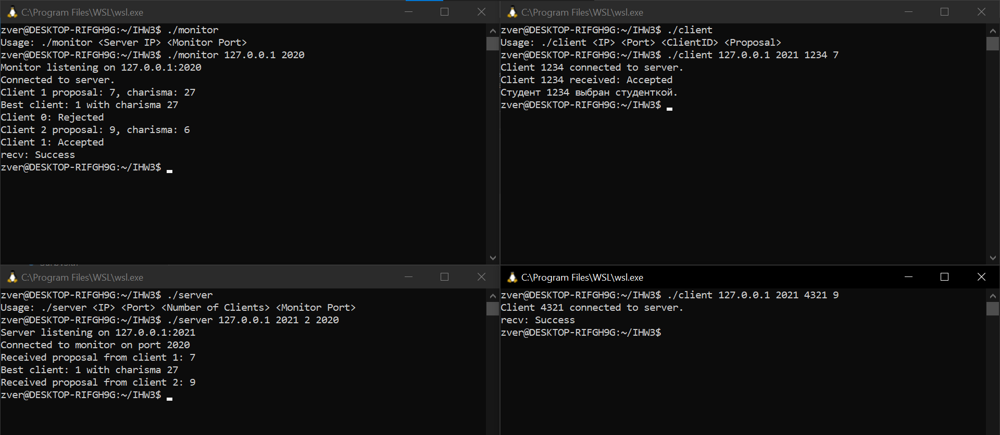 C:\Program Files\WSL\wsl.exe
zver@DESKTOP-RIFGH9G:~/IHW3$ ./monitor
Usage: ./monitor <Server IP> <Monitor Port>
zver@DESKTOP-RIFGH9G:~/IHW3$ ./monitor 127.0.0.1 2020
Monitor listening on 127.0.0.1:2020
Connected to server.
Client 1 proposal: 7, charisma: 27
Best client: 1 with charisma 27
Client 0: Rejected
Client 2 proposal: 9, charisma: 6
Client 1: Accepted
recv: Success
zver@DESKTOP-RIFGH9G:~/IHW3$
C:\Program Files\WSL\wsl.exe
zver@DESKTOP-RIFGH9G:~/IHW3$ ./client
Usage: ./client <IP> <Port> <ClientID> <Proposal>
zver@DESKTOP-RIFGH9G:~/IHW3$ ./client 127.0.0.1 2021 1234 7
Client 1234 connected to server.
Client 1234 received: Accepted
Студент 1234 выбран студенткой.
zver@DESKTOP-RIFGH9G:~/IHW3$
C:\Program Files\WSL\wsl.exe
zver@DESKTOP-RIFGH9G:~/IHW3$ ./server
Usage: ./server <IP> <Port> <Number of Clients> <Monitor Port>
zver@DESKTOP-RIFGH9G:~/IHW3$ ./server 127.0.0.1 2021 2 2020
Server listening on 127.0.0.1:2021
Connected to monitor on port 2020
Received proposal from client 1: 7
Best client: 1 with charisma 27
Received proposal from client 2: 9
zver@DESKTOP-RIFGH9G:~/IHW3$
C:\Program Files\WSL\wsl.exe
zver@DESKTOP-RIFGH9G:~/IHW3$ ./client 127.0.0.1 2021 4321 9
Client 4321 connected to server.
recv: Success
zver@DESKTOP-RIFGH9G:~/IHW3$